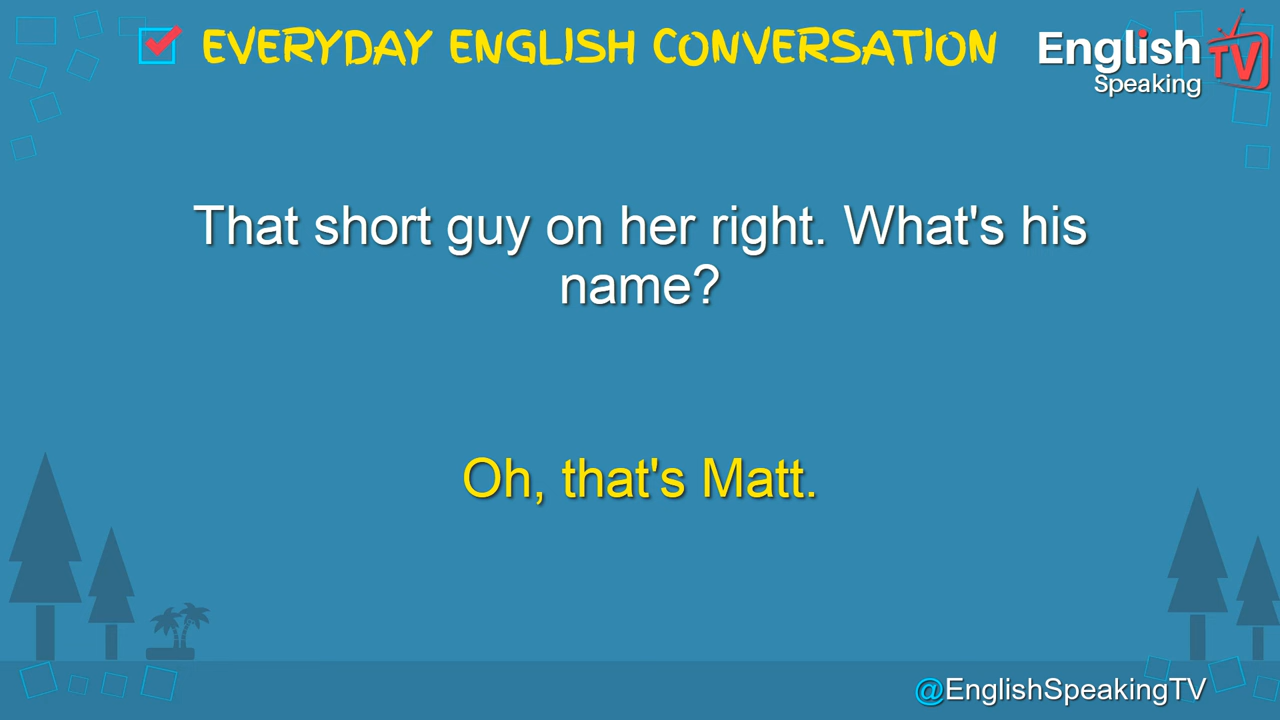 EVERYDAY ENGLISH CONVERSATION
English
Speaking
TV
That short guy on her right. What's his
name?
Oh, that's Matt.
@EnglishSpeakingTV